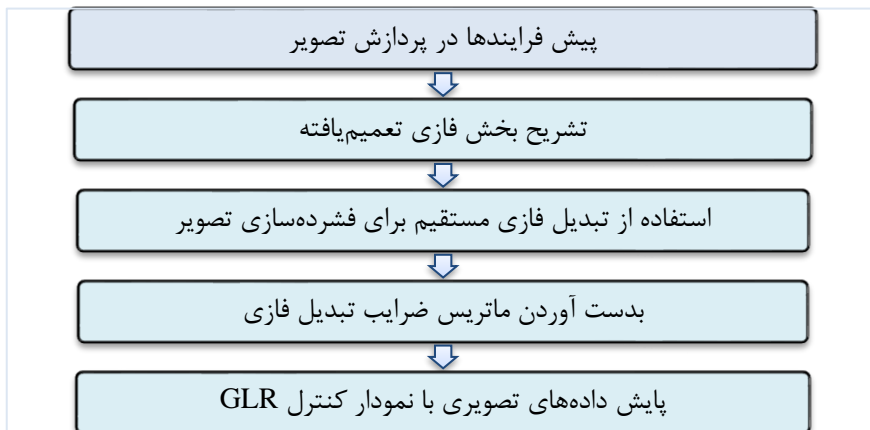 پیش فرایندها در پردازش تصویر
تشریح بخش فازی تعمیم‌یافته
استفاده از تبدیل فازی مستقیم برای فشرده‌سازی تصویر
بدست آوردن ماتریس ضرایب تبدیل فازی
پایش داده‌های تصویری با نمودار کنترل GLR